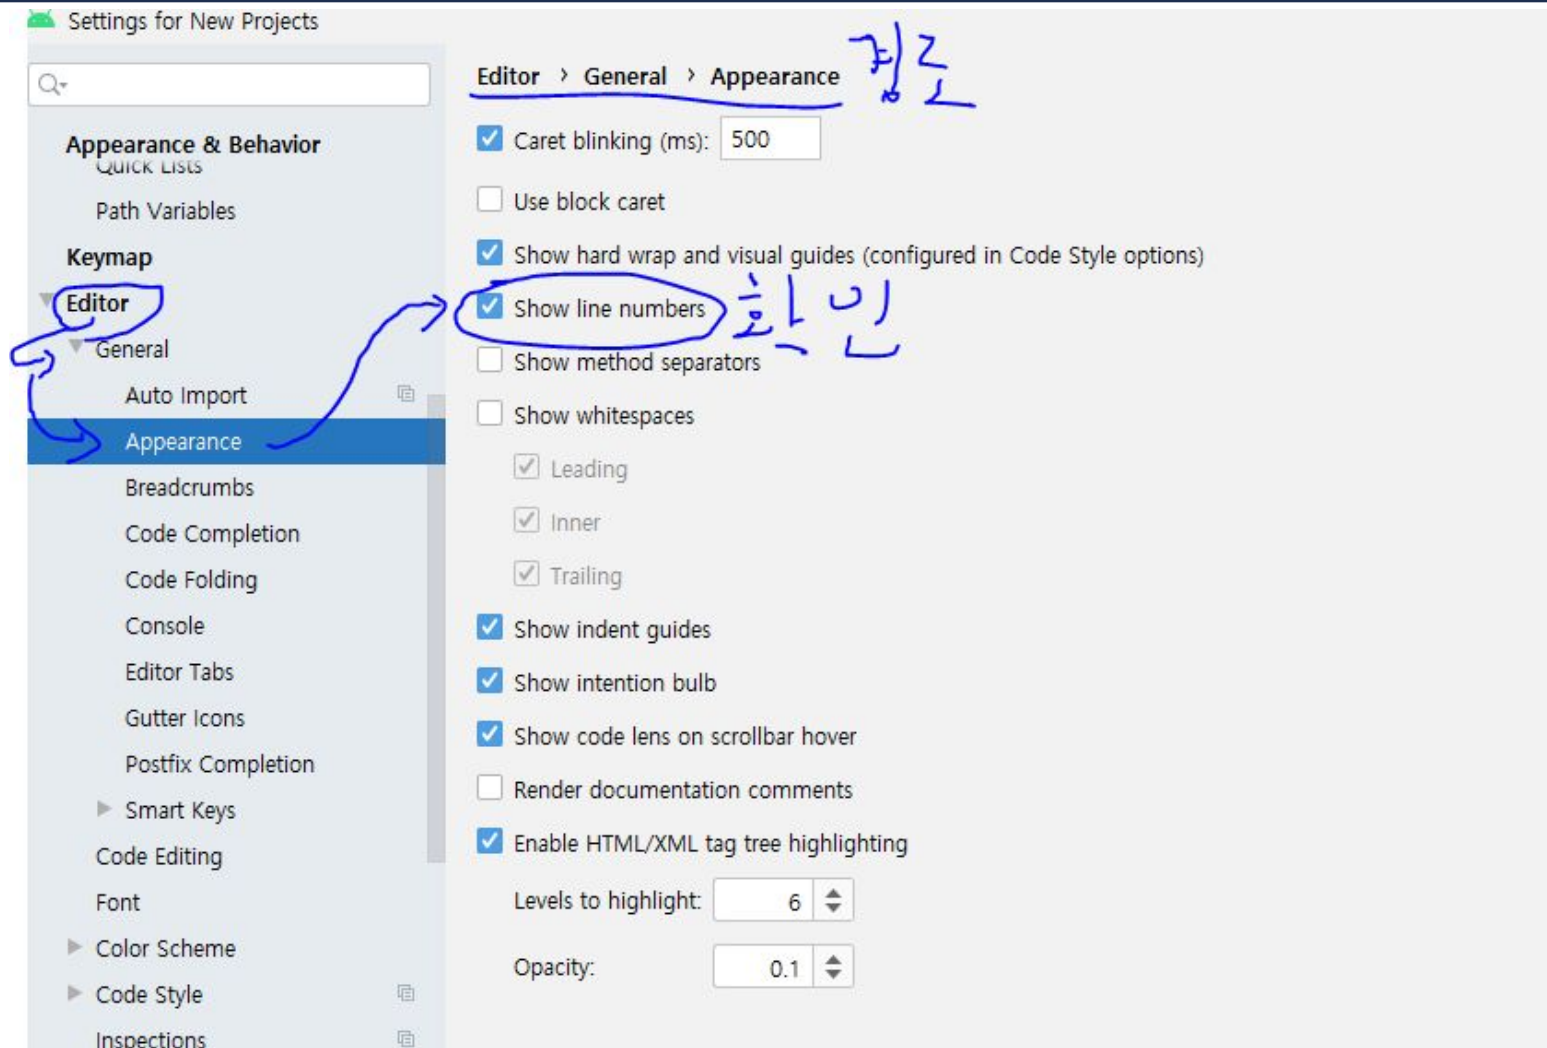 Settings for New Projects
Appearance & Behavior
Quick Lists
Path Variables
Keymap
Editor
General
Auto Import
Appearance
Breadcrumbs
Code Completion
Code Folding
Console
Editor Tabs
Gutter Icons
Postfix Completion
Smart Keys
Code Editing
Font
Color Scheme
Code Style
Inspections
Editor › General › Appearance 경로
Caret blinking (ms): 500
Use block caret
Show hard wrap and visual guides (configured in Code Style options)
Show line numbers 확인
Show method separators
Show whitespaces
Leading
Inner
Trailing
Show indent guides
Show intention bulb
Show code lens on scrollbar hover
Render documentation comments
Enable HTML/XML tag tree highlighting
Levels to highlight: 6
Opacity: 0.1